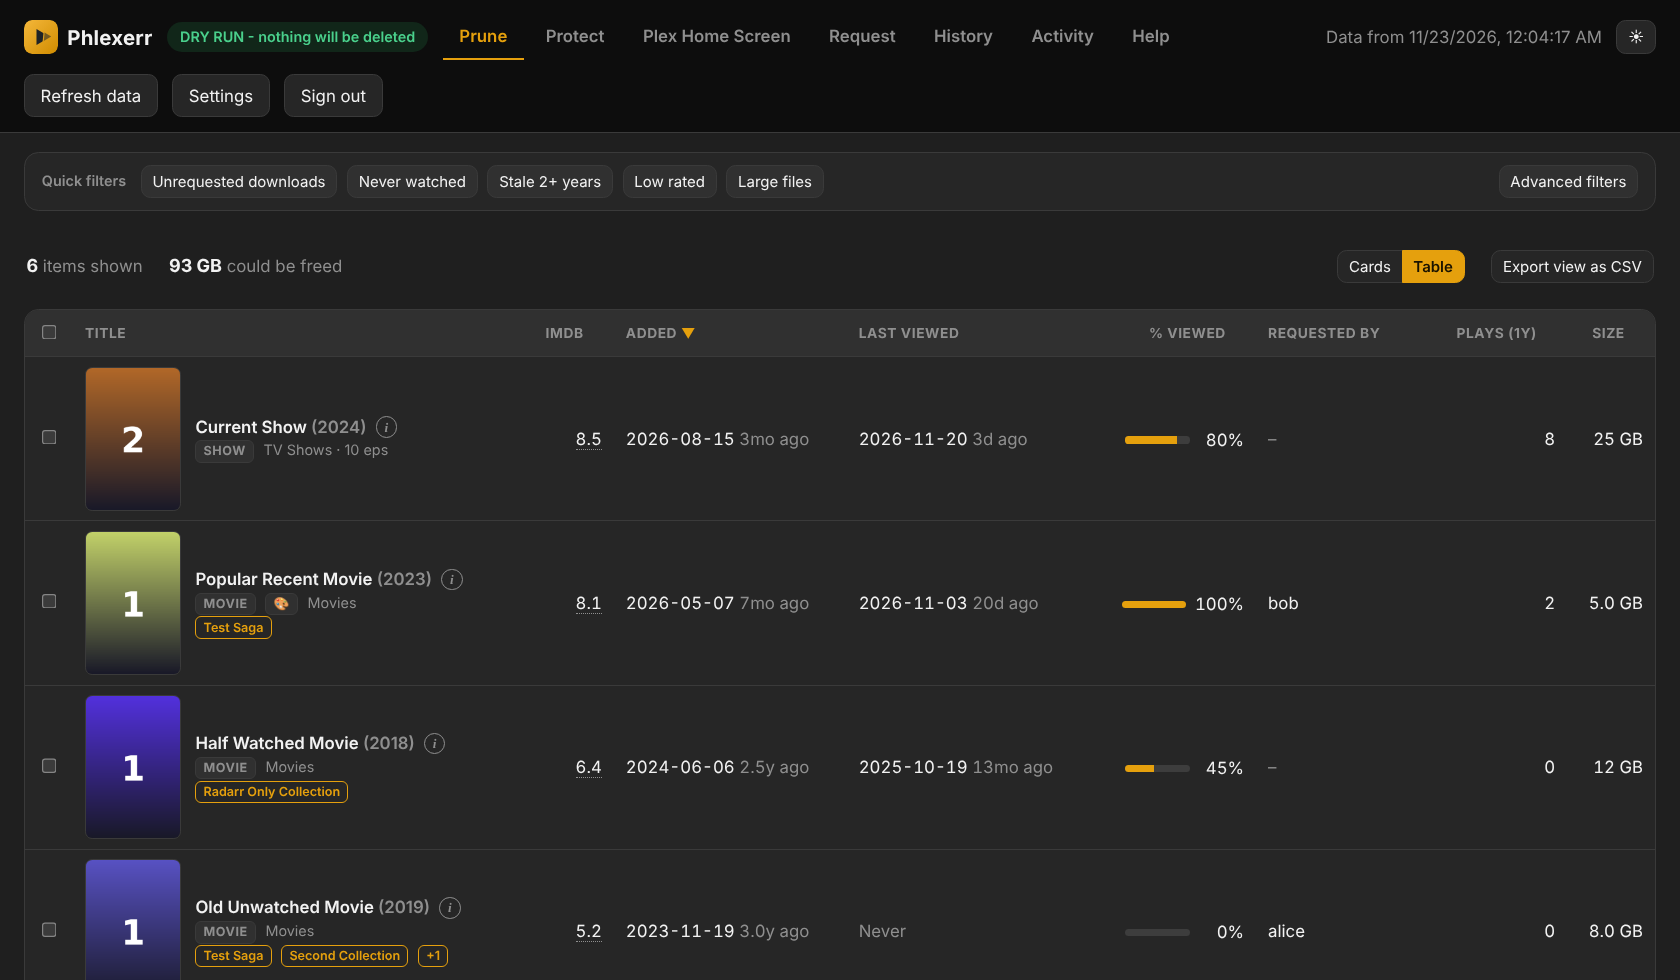 Phlexerr
DRY RUN - nothing will be deleted
Prune
Protect
Plex Home Screen
Request
History
Activity
Help
Data from 11/23/2026, 12:04:17 AM
Refresh data
Settings
Sign out
Quick filters
Unrequested downloads
Never watched
Stale 2+ years
Low rated
Large files
Advanced filters
6 items shown
93 GB could be freed
Cards
Table
Export view as CSV
TITLE IMDB ADDED ▼ LAST VIEWED % VIEWED REQUESTED BY PLAYS (1Y) SIZE
2
Current Show (2024) i
SHOW TV Shows · 10 eps
8.5 2026-08-15 3mo ago 2026-11-20 3d ago 80% – 8 25 GB
1
Popular Recent Movie (2023) i
MOVIE 🎨 Movies
Test Saga
8.1 2026-05-07 7mo ago 2026-11-03 20d ago 100% bob 2 5.0 GB
1
Half Watched Movie (2018) i
MOVIE Movies
Radarr Only Collection
6.4 2024-06-06 2.5y ago 2025-10-19 13mo ago 45% – 0 12 GB
1
Old Unwatched Movie (2019) i
MOVIE Movies
Test Saga Second Collection +1
5.2 2023-11-19 3.0y ago Never 0% alice 0 8.0 GB